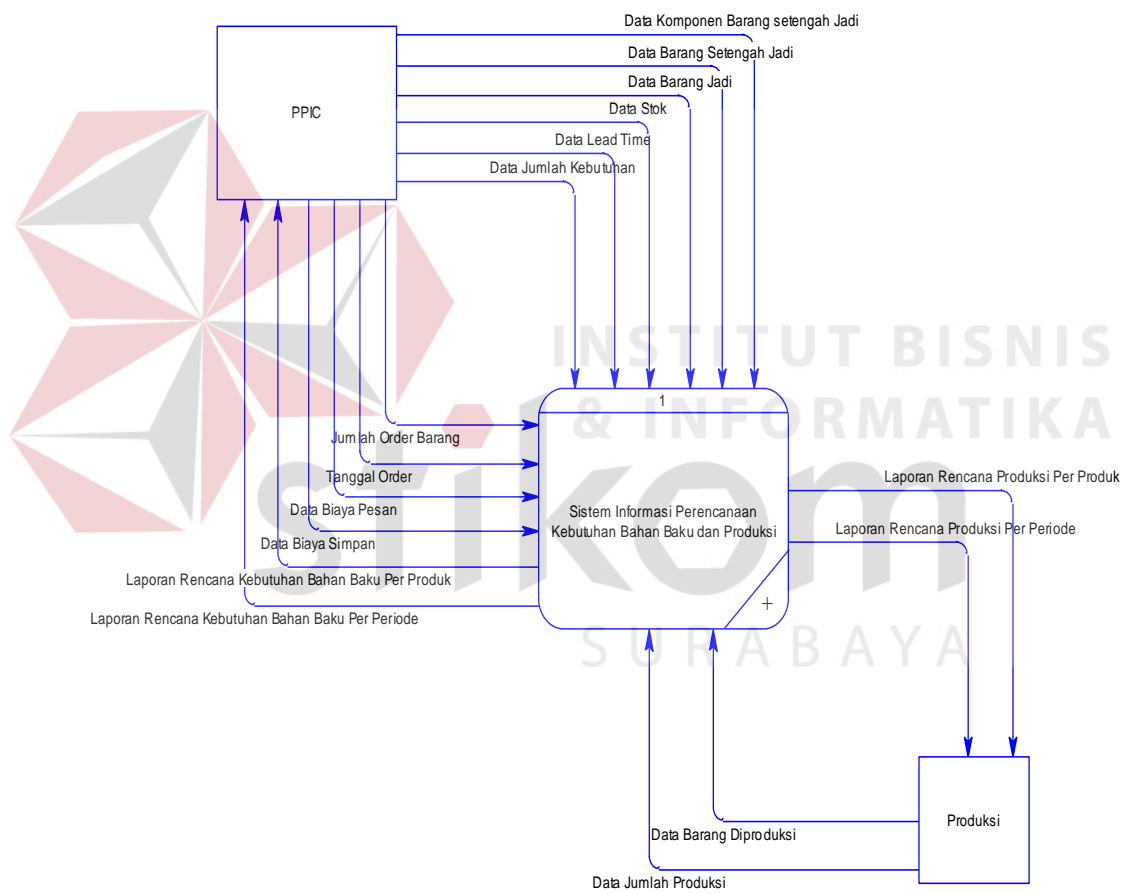 Data Komponen Barang setengah Jadi
Data Barang Setengah Jadi
Data Barang Jadi
PPIC
Data Stok
Data Lead Time
Data Jumlah Kebutuhan
INSTITUT BISNIS
& INFORMATIKA
stikom
SURABAYA
1
Jumlah Order Barang
Tanggal Order
Data Biaya Pesan
Data Biaya Simpan
Sistem Informasi Perencanaan
Kebutuhan Bahan Baku dan Produksi
+
Laporan Rencana Produksi Per Produk
Laporan Rencana Produksi Per Periode
Laporan Rencana Kebutuhan Bahan Baku Per Produk
Laporan Rencana Kebutuhan Bahan Baku Per Periode
Produksi
Data Barang Diproduksi
Data Jumlah Produksi